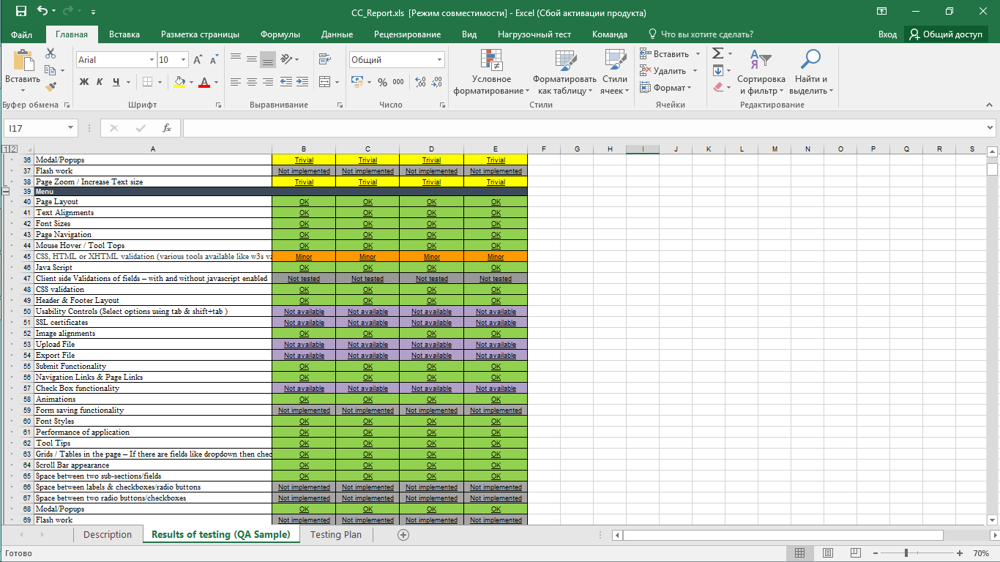 CC_Report.xls [Режим совместимости] - Excel (Сбой активации продукта)
Файл Главная Вставка Разметка страницы Формулы Данные Рецензирование Вид Нагрузочный тест Команда Что вы хотите сделать? Вход Общий доступ
Arial 10 Общий Вставить Σ
Вставить Ж К Ч А % 000 Условное форматирование Форматировать как таблицу Стили ячеек Удалить Формат Сортировка и фильтр Найти и выделить
Буфер обмена Шрифт Выравнивание Число Стили Ячейки Редактирование
I17 fx
1 2 A B C D E F G H I J K L M N O P Q R S
36 Modal/Popups Trivial Trivial Trivial Trivial
37 Flash work Not implemented Not implemented Not implemented Not implemented
38 Page Zoom / Increase Text size Trivial Trivial Trivial Trivial
39 Menu
40 Page Layout OK OK OK OK
41 Text Alignments OK OK OK OK
42 Font Sizes OK OK OK OK
43 Page Navigation OK OK OK OK
44 Mouse Hover / Tool Tops OK OK OK OK
45 CSS, HTML or XHTML validation (various tools available like w3s va Minor Minor Minor Minor
46 Java Script OK OK OK OK
47 Client side Validations of fields – with and without javascript enabled Not tested Not tested Not tested Not tested
48 CSS validation OK OK OK OK
49 Header & Footer Layout OK OK OK OK
50 Usability Controls (Select options using tab & shift+tab ) Not available Not available Not available Not available
51 SSL certificates Not available Not available Not available Not available
52 Image alignments OK OK OK OK
53 Upload File Not available Not available Not available Not available
54 Export File Not available Not available Not available Not available
55 Submit Functionality OK OK OK OK
56 Navigation Links & Page Links OK OK OK OK
57 Check Box functionality Not available Not available Not available Not available
58 Animations OK OK OK OK
59 Form saving functionality Not implemented Not implemented Not implemented Not implemented
60 Font Styles OK OK OK OK
61 Performance of application OK OK OK OK
62 Tool Tips OK OK OK OK
63 Grids / Tables in the page – If there are fields like dropdown then chec OK OK OK OK
64 Scroll Bar appearance OK OK OK OK
65 Space between two sub-sections/fields OK OK OK OK
66 Space between labels & checkboxes/radio buttons Not implemented Not implemented Not implemented Not implemented
67 Space between two radio buttons/checkboxes Not implemented Not implemented Not implemented Not implemented
68 Modal/Popups OK OK OK OK
69 Flash work Not implemented Not implemented Not implemented Not implemented
Description Results of testing (QA Sample) Testing Plan
Готово 70%